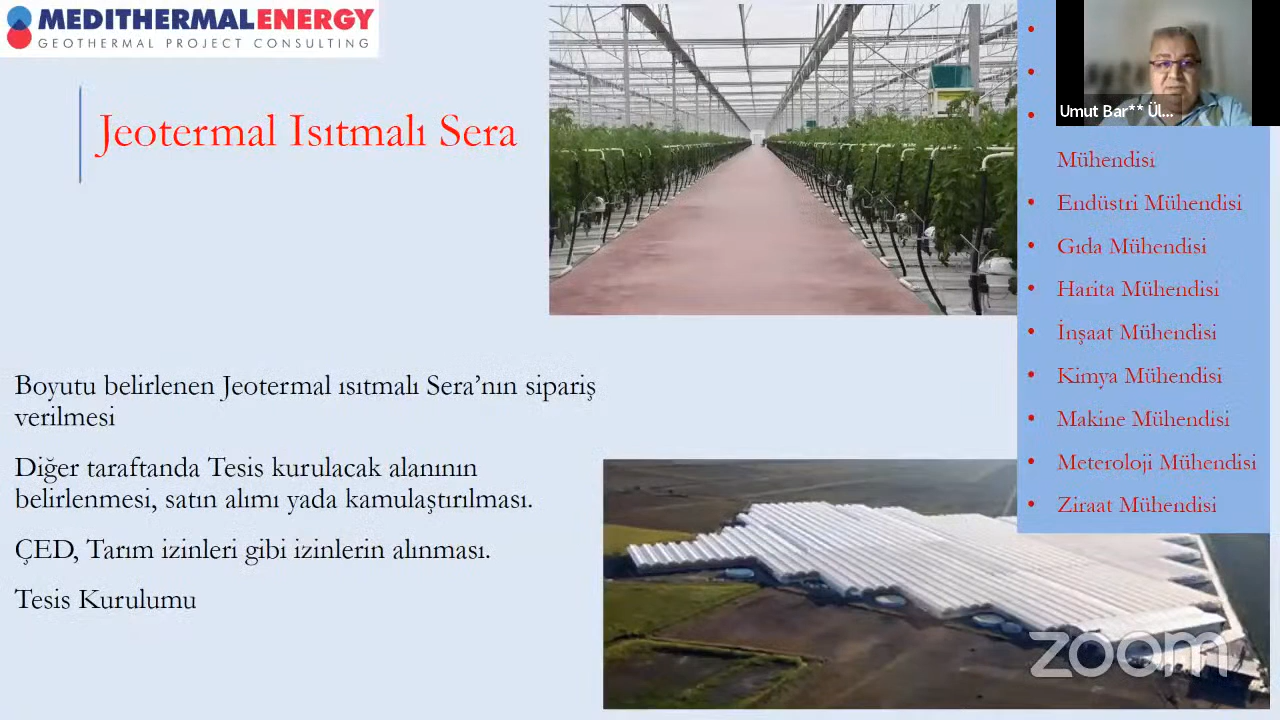 MEDITHERMALENERGY
GEOTHERMAL PROJECT CONSULTING
Jeotermal Isıtmalı Sera
Boyutu belirlenen Jeotermal ısıtmalı Sera’nın sipariş
verilmesi
Diğer taraftanda Tesis kurulacak alanının
belirlenmesi, satın alımı yada kamulaştırılması.
ÇED, Tarım izinleri gibi izinlerin alınması.
Tesis Kurulumu
Umut Bar** Ül...
Mühendisi
• Endüstri Mühendisi
• Gıda Mühendisi
• Harita Mühendisi
• İnşaat Mühendisi
• Kimya Mühendisi
• Makine Mühendisi
• Meteroloji Mühendisi
• Ziraat Mühendisi
zoom